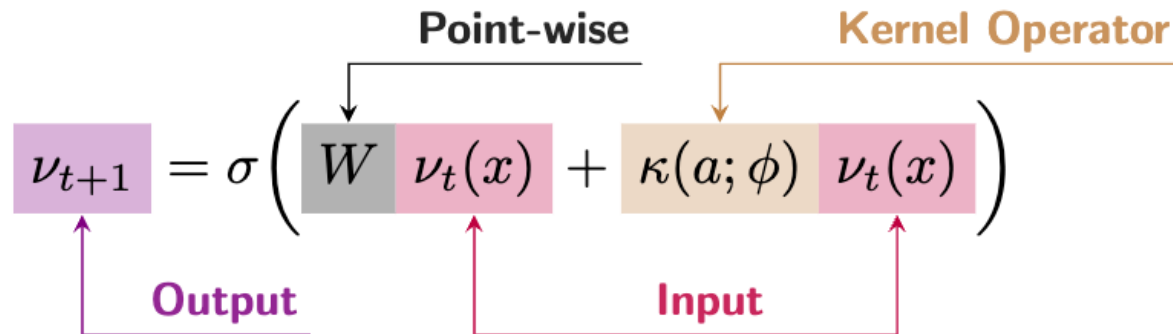 Point-wise Kernel Operator
ν_{t+1} = σ(W ν_t(x) + κ(a; ϕ) ν_t(x))
Output Input